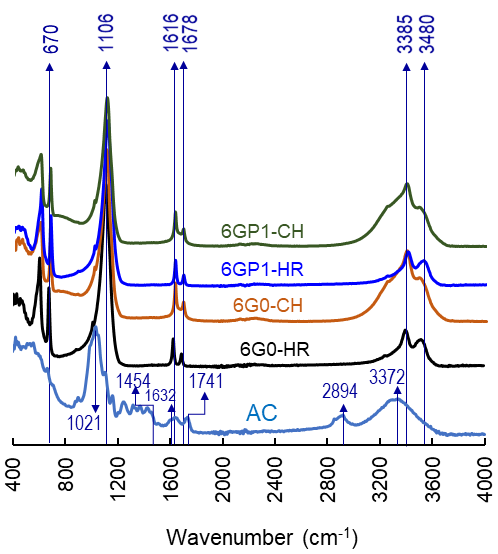 670 1106 1616 1678 3385 3480
6GP1-CH
6GP1-HR
6G0-CH
6G0-HR
1454 1632 1741 2894 3372
1021 AC
400 800 1200 1600 2000 2400 2800 3200 3600 4000
Wavenumber (cm-1)